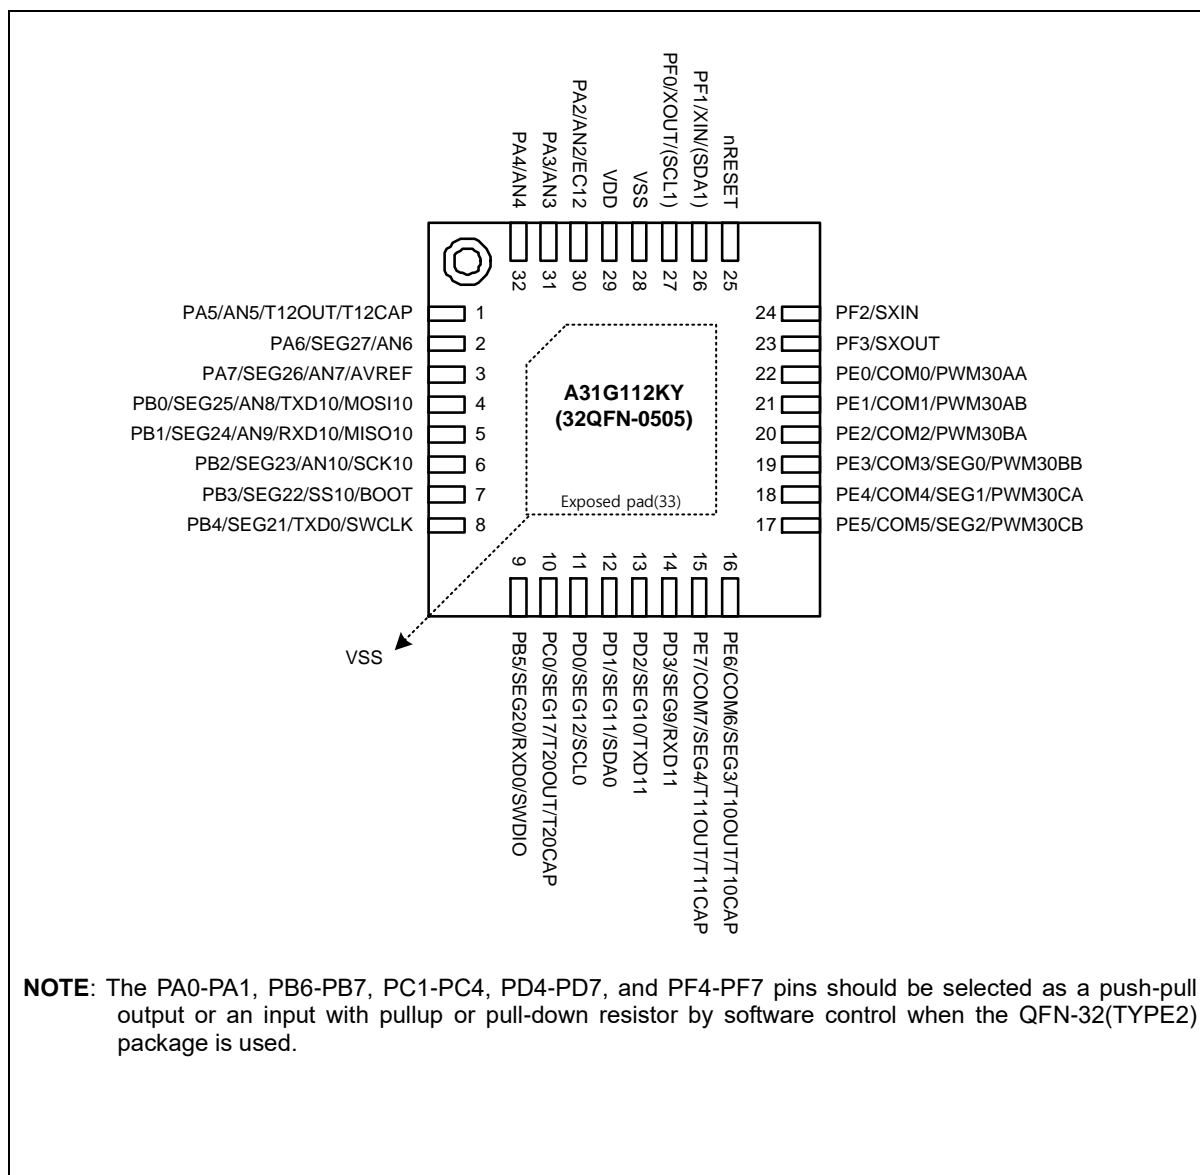 PA4/AN4
PA3/AN3
PA2/AN2/EC12
VDD
VSS
PF0/XOUT/(SCL1)
PF1/XIN/(SDA1)
nRESET
32
31
30
29
28
27
26
25
PA5/AN5/T12OUT/T12CAP 1
PA6/SEG27/AN6 2
PA7/SEG26/AN7/AVREF 3
PB0/SEG25/AN8/TXD10/MOSI10 4
PB1/SEG24/AN9/RXD10/MISO10 5
PB2/SEG23/AN10/SCK10 6
PB3/SEG22/SS10/BOOT 7
PB4/SEG21/TXD0/SWCLK 8
A31G112KY
(32QFN-0505)
Exposed pad(33)
24 PF2/SXIN
23 PF3/SXOUT
22 PE0/COM0/PWM30AA
21 PE1/COM1/PWM30AB
20 PE2/COM2/PWM30BA
19 PE3/COM3/SEG0/PWM30BB
18 PE4/COM4/SEG1/PWM30CA
17 PE5/COM5/SEG2/PWM30CB
9
10
11
12
13
14
15
16
VSS
PB5/SEG20/RXD0/SWDIO
PC0/SEG17/T20OUT/T20CAP
PD0/SEG12/SCL0
PD1/SEG11/SDA0
PD2/SEG10/TXD11
PD3/SEG9/RXD11
PE7/COM7/SEG4/T11OUT/T11CAP
PE6/COM6/SEG3/T10OUT/T10CAP
NOTE: The PA0-PA1, PB6-PB7, PC1-PC4, PD4-PD7, and PF4-PF7 pins should be selected as a push-pull
output or an input with pullup or pull-down resistor by software control when the QFN-32(TYPE2)
package is used.